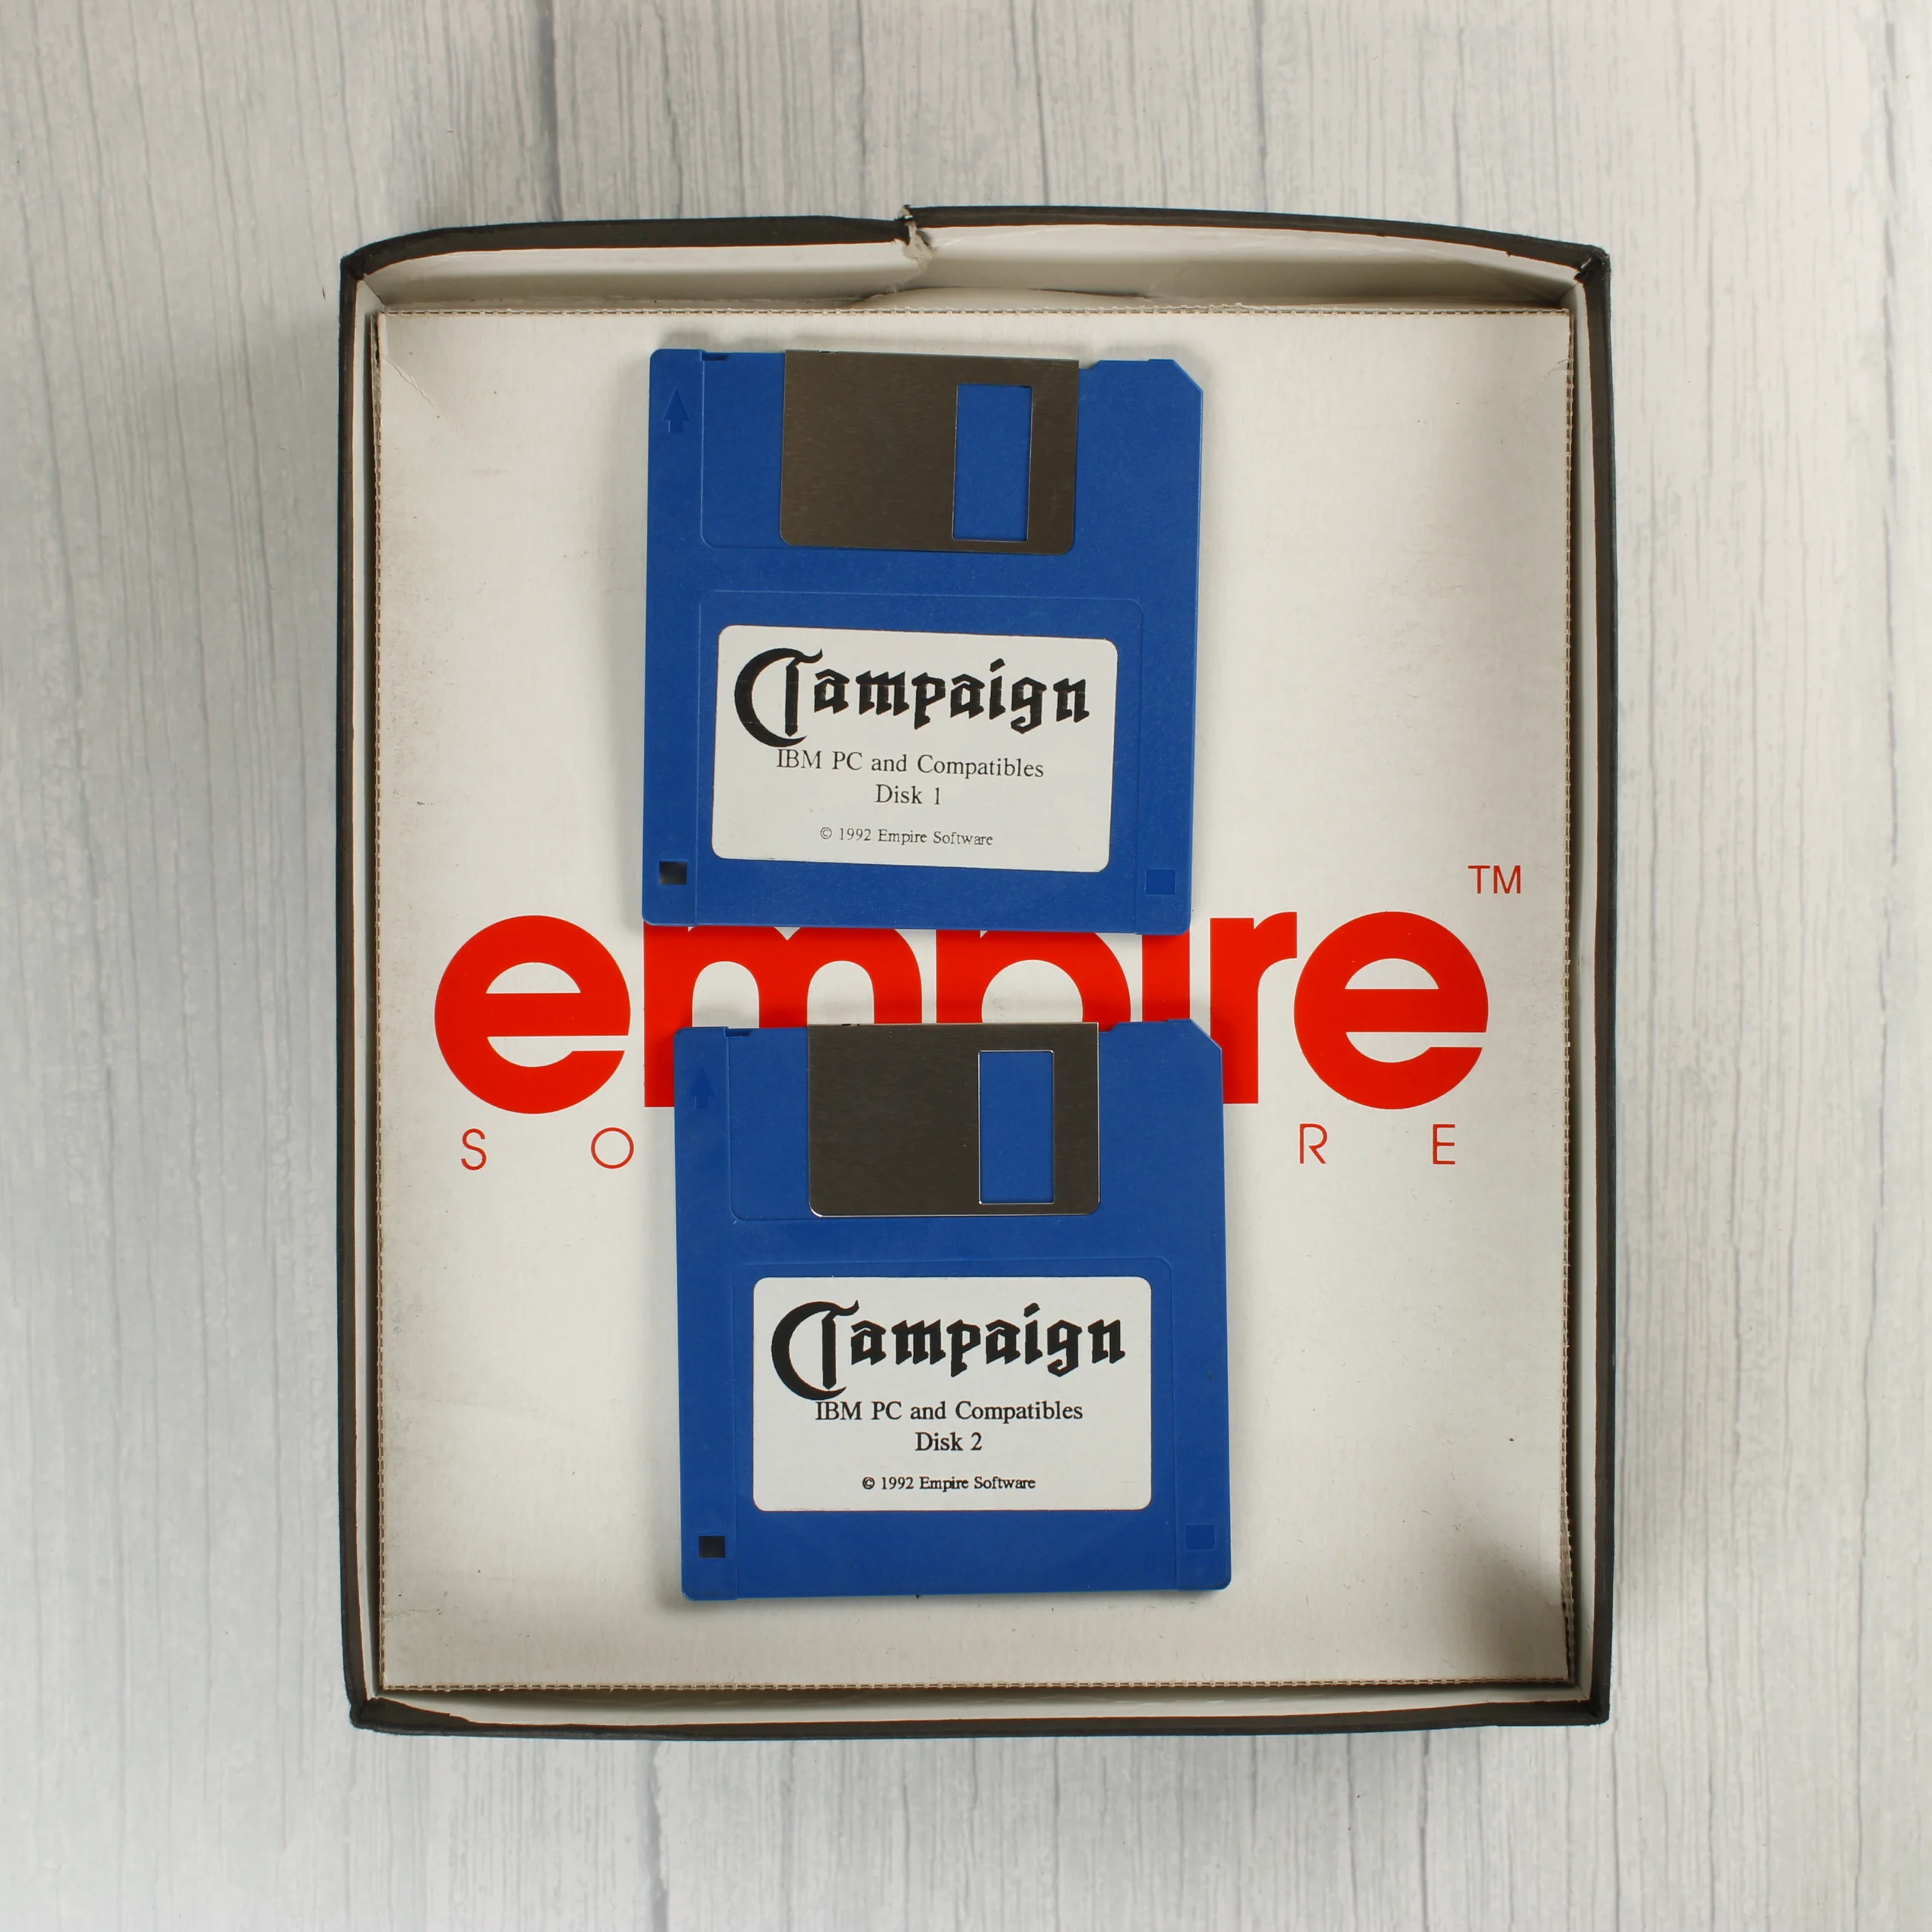 Campaign
IBM PC and Compatibles
Disk 1
© 1992 Empire Software
TM
empire
S O R E
Campaign
IBM PC and Compatibles
Disk 2
© 1992 Empire Software